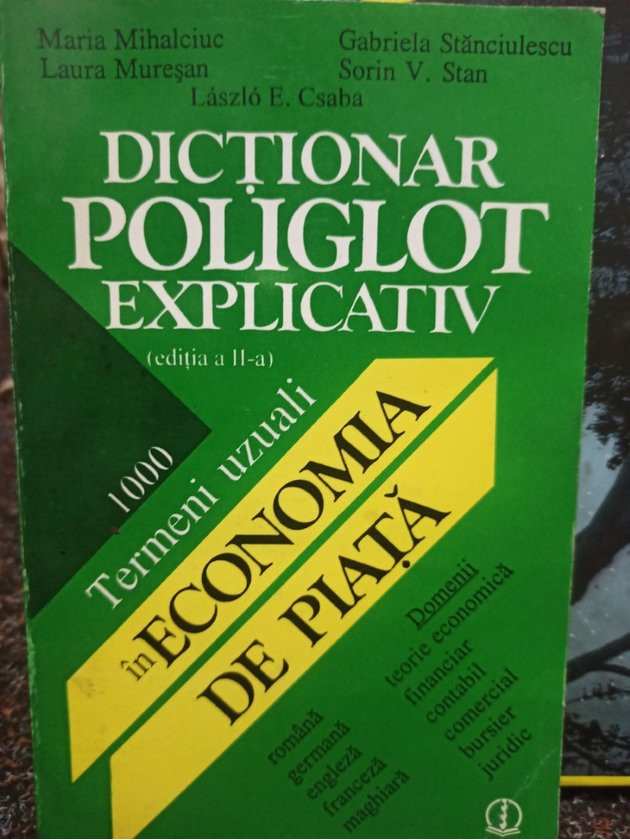 Maria Mihalciuc
Gabriela Stănciulescu
Laura Mureşan
Sorin V. Stan
László E. Csaba
DICȚIONAR
POLIGLOT
EXPLICATIV
(ediția a II-a)
1000
Termeni uzuali
în ECONOMIA
DE PIAȚĂ
Domenii
teorie economică
financiar
contabil
comercial
bursier
juridic
română
germană
engleză
franceză
maghiară